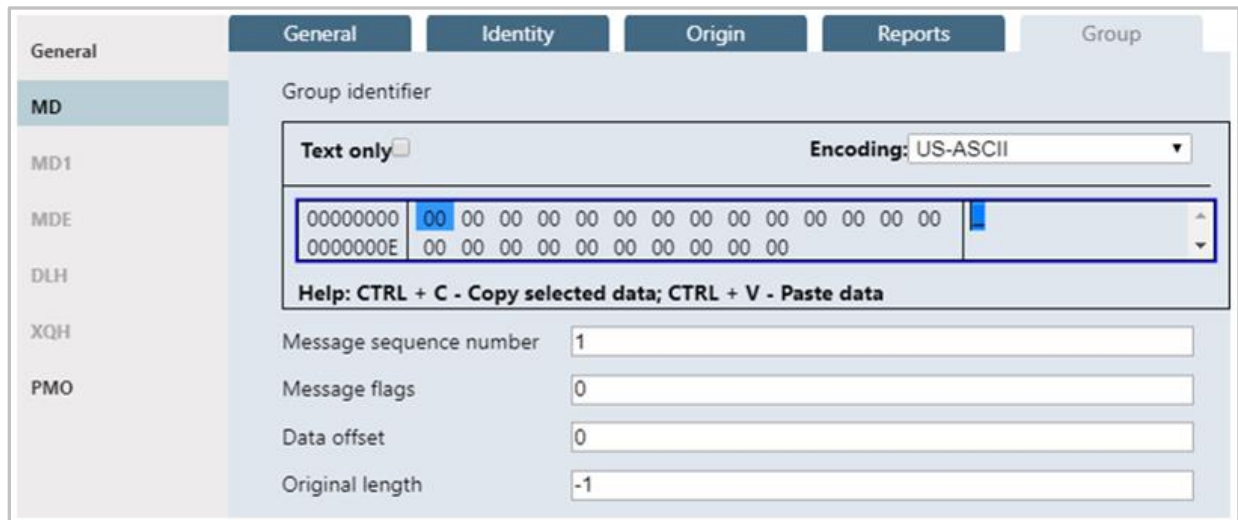 General Identity Origin Reports Group
General
MD
MD1
MDE
DLH
XQH
PMO
Group identifier
Text only Encoding: US-ASCII
00000000 00 00 00 00 00 00 00 00 00 00 00 00 00 00 _
0000000E 00 00 00 00 00 00 00 00 00 00
Help: CTRL + C - Copy selected data; CTRL + V - Paste data
Message sequence number 1
Message flags 0
Data offset 0
Original length -1